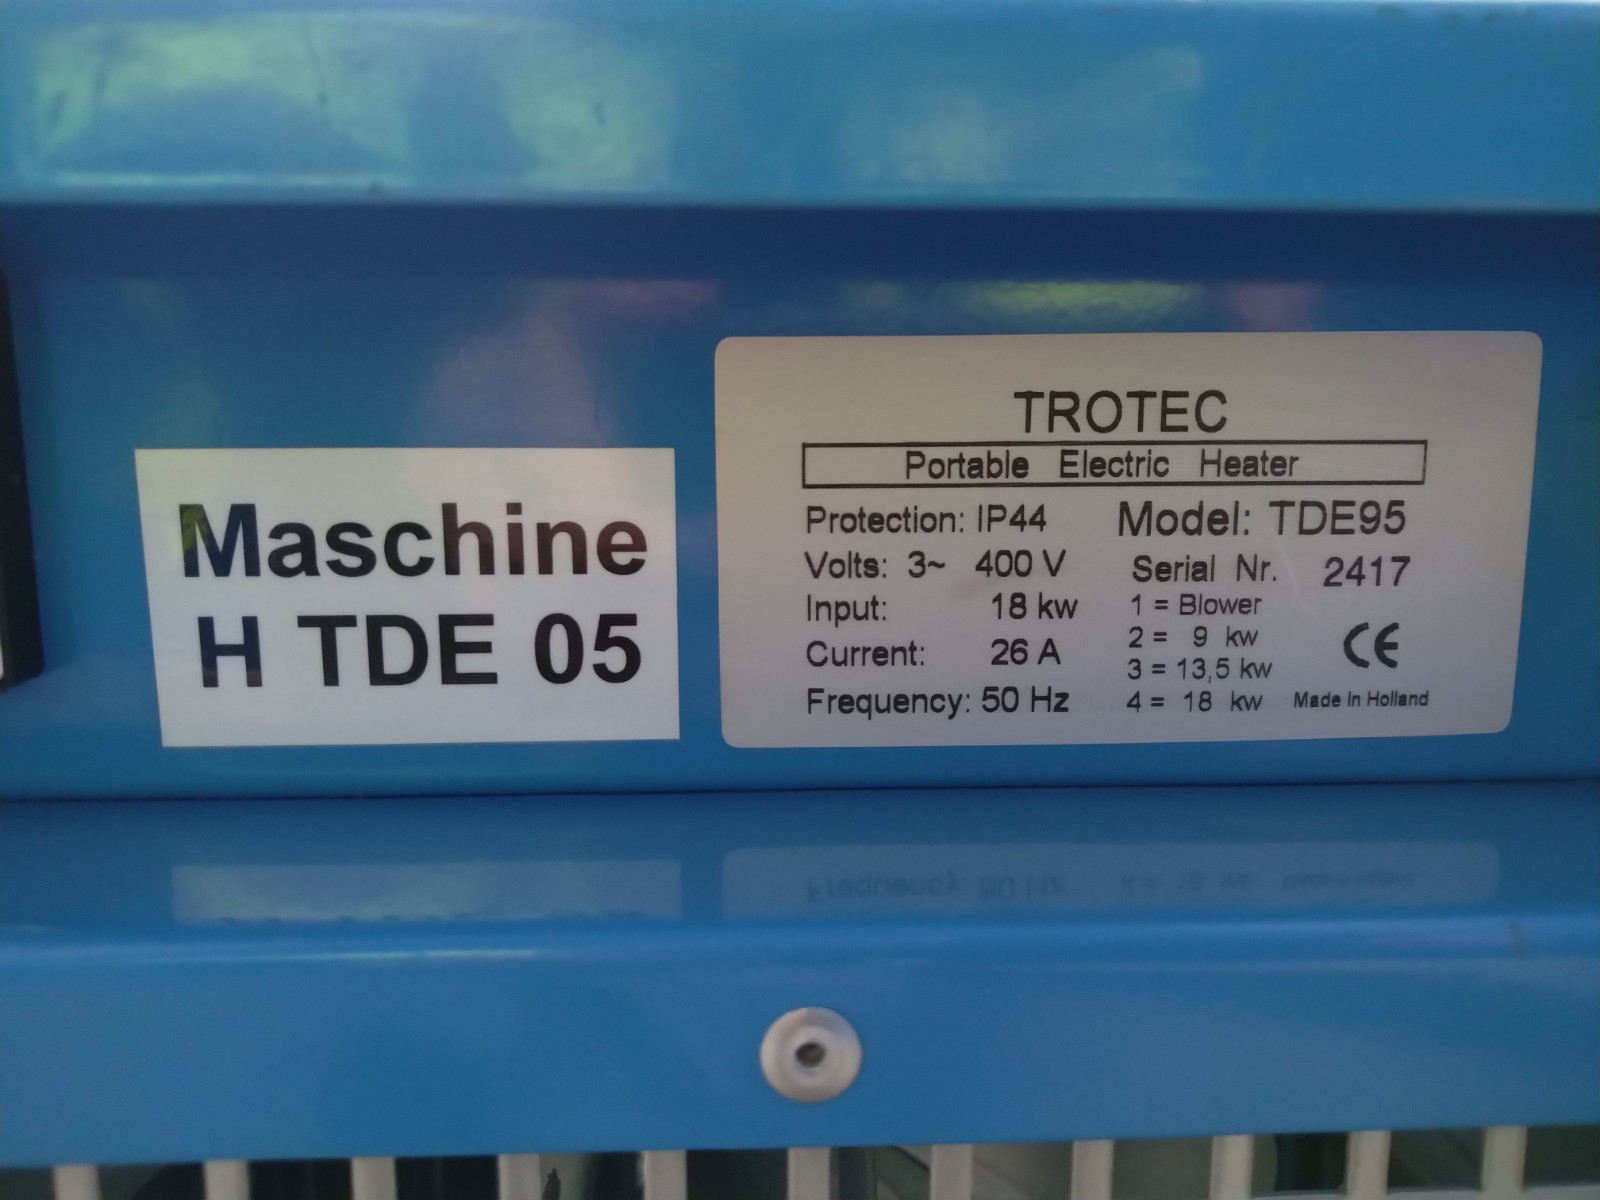 Maschine
H TDE 05
TROTEC
Portable Electric Heater
Protection: IP44
Volts: 3~ 400 V
Input: 18 kw
Current: 26 A
Frequency: 50 Hz
Model: TDE95
Serial Nr. 2417
1 = Blower
2 = 9 kw
3 = 13,5 kw
4 = 18 kw
CE
Made in Holland